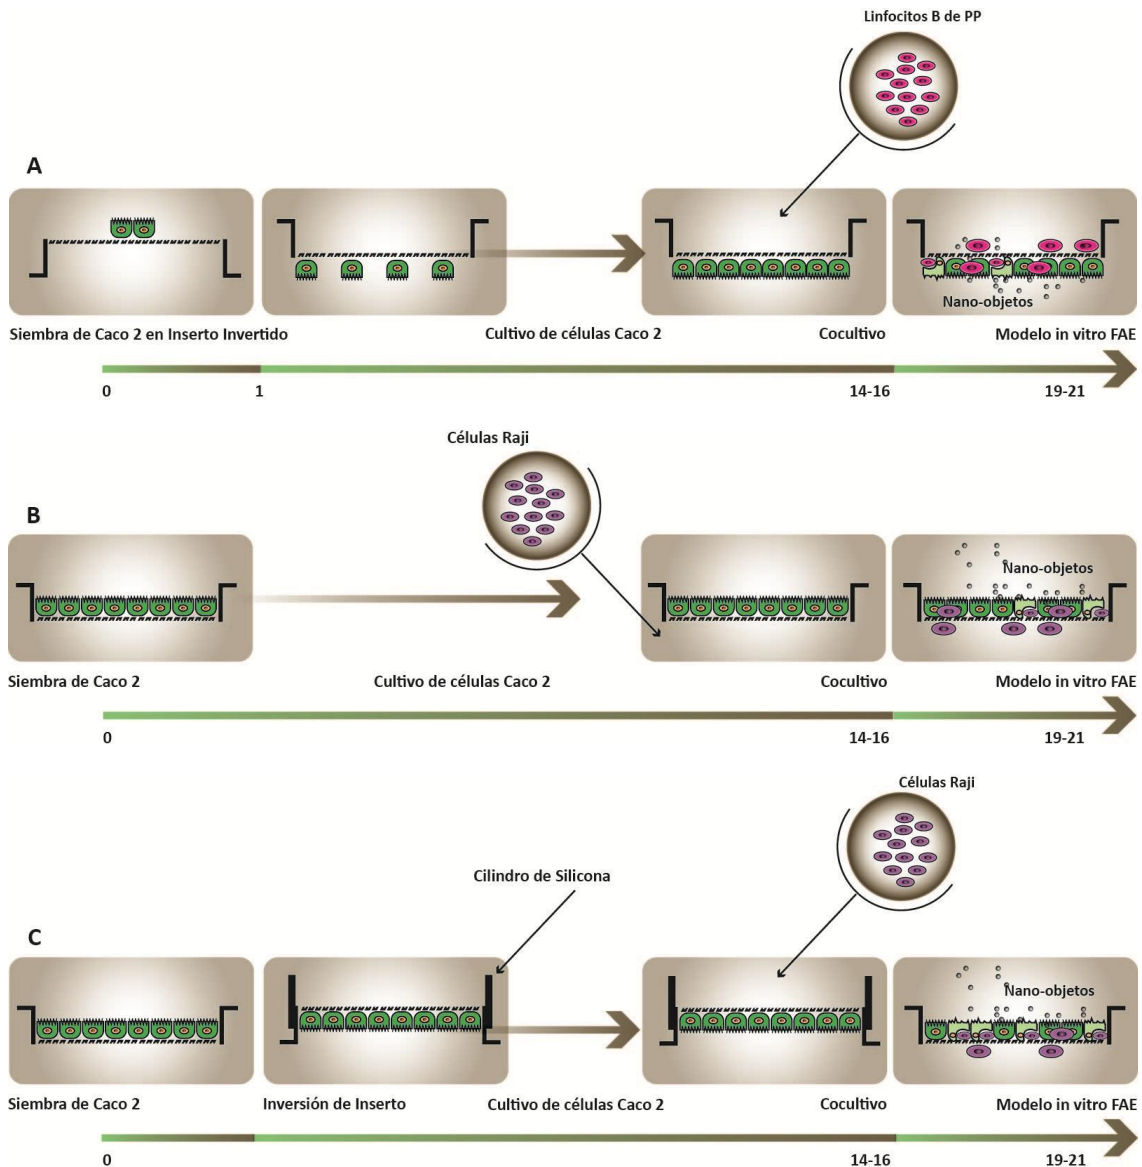 Linfocitos B de PP
A
Nano-objetos
Siembra de Caco 2 en Inserto Invertido
Cultivo de células Caco 2
Cocultivo
Modelo in vitro FAE
0
1
14-16
19-21
Células Raji
B
Nano-objetos
Siembra de Caco 2
Cultivo de células Caco 2
Cocultivo
Modelo in vitro FAE
0
14-16
19-21
Células Raji
Cilindro de Silicona
C
Nano-objetos
Siembra de Caco 2
Inversión de Inserto
Cultivo de células Caco 2
Cocultivo
Modelo in vitro FAE
0
14-16
19-21